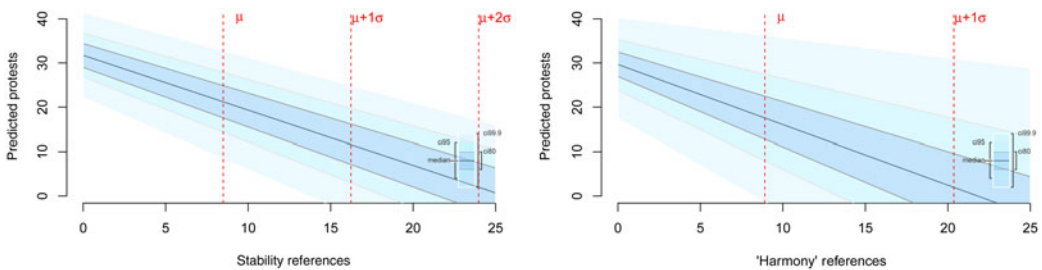 μ μ+1σ μ+2σ
Predicted protests
40
30
20
10
0
ci95
median
ci99.9
ci80
0 5 10 15 20 25
Stability references
μ μ+1σ
Predicted protests
40
30
20
10
0
ci95
median
ci99.9
ci80
0 5 10 15 20 25
'Harmony' references